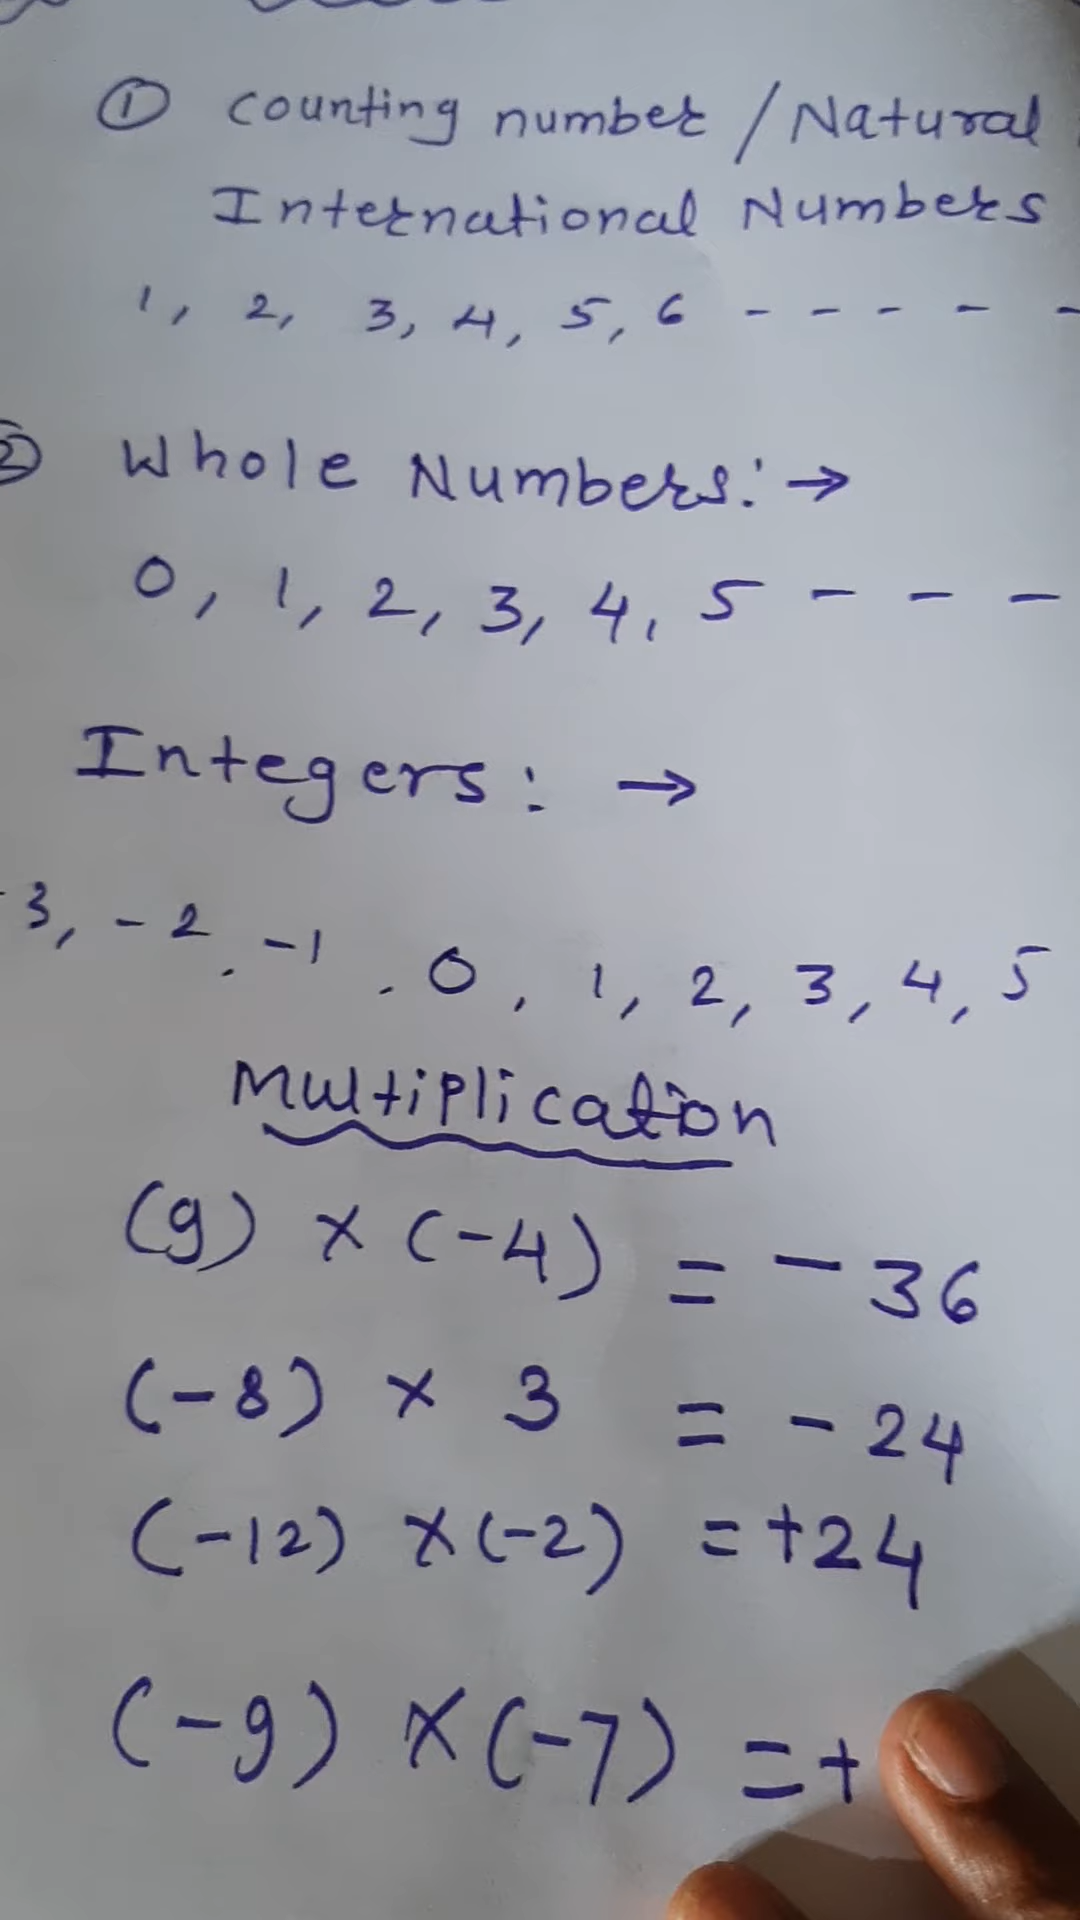 ① Counting number / Natural
International Numbers
1, 2, 3, 4, 5, 6 - - - - -
② Whole Numbers: →
0, 1, 2, 3, 4, 5 - - -
Integers: →
-3, -2, -1, 0, 1, 2, 3, 4, 5
Multiplication
(9) × (-4) = -36
(-8) × 3 = -24
(-12) × (-2) = +24
(-9) × (-7) = +